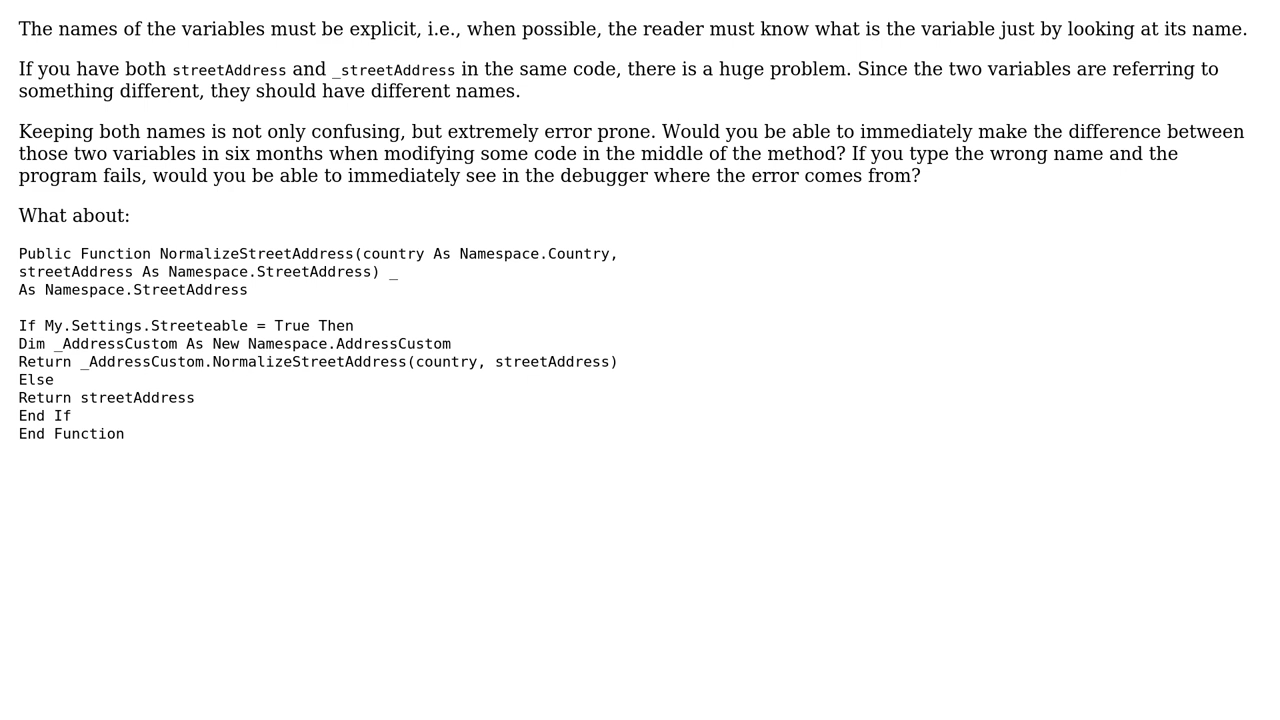 The names of the variables must be explicit, i.e., when possible, the reader must know what is the variable just by looking at its name.
If you have both streetAddress and _streetAddress in the same code, there is a huge problem. Since the two variables are referring to
something different, they should have different names.
Keeping both names is not only confusing, but extremely error prone. Would you be able to immediately make the difference between
those two variables in six months when modifying some code in the middle of the method? If you type the wrong name and the
program fails, would you be able to immediately see in the debugger where the error comes from?
What about:
Public Function NormalizeStreetAddress(country As Namespace.Country,
streetAddress As Namespace.StreetAddress) _
As Namespace.StreetAddress
If My.Settings.Streeteable = True Then
Dim _AddressCustom As New Namespace.AddressCustom
Return _AddressCustom.NormalizeStreetAddress(country, streetAddress)
Else
Return streetAddress
End If
End Function